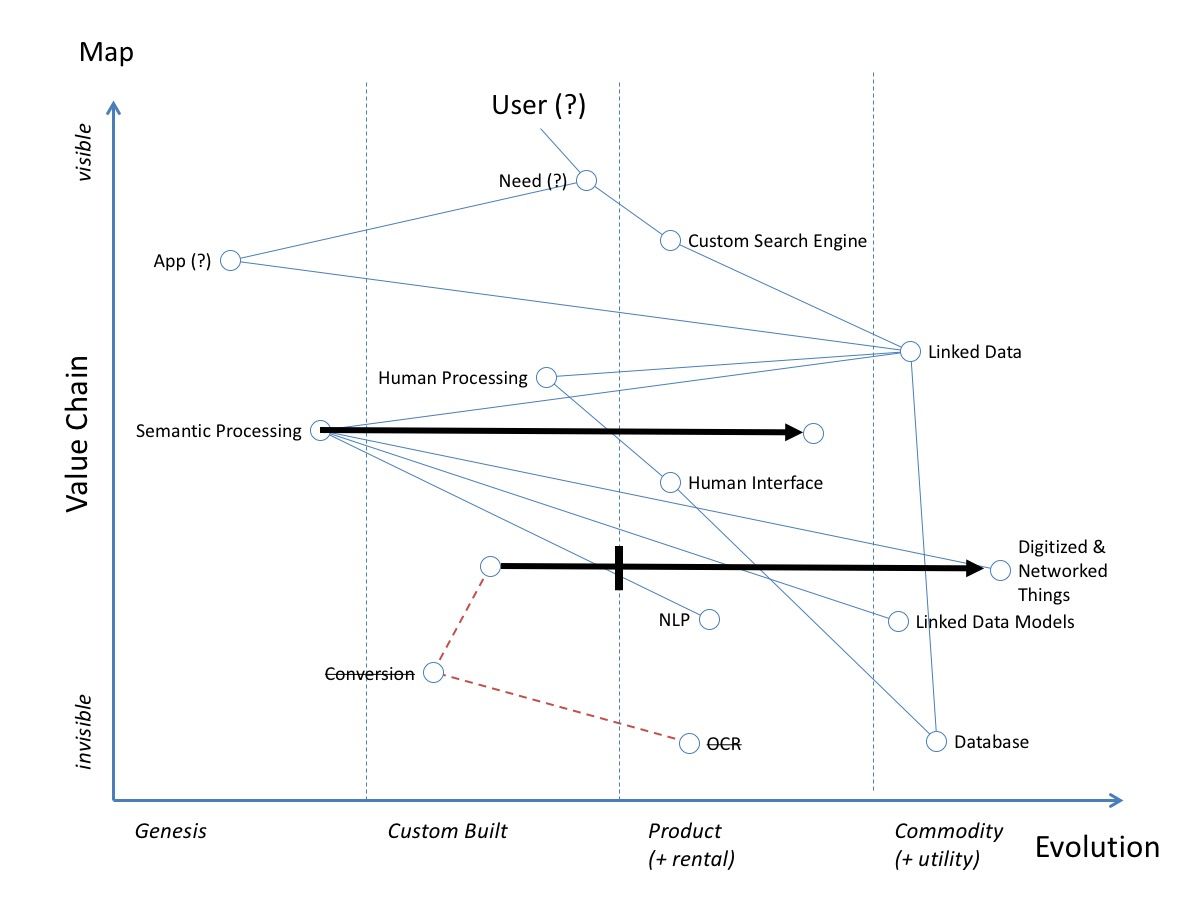 Map
User (?)
visible
Need (?)
Custom Search Engine
App (?)
Linked Data
Human Processing
Value Chain
Semantic Processing
Human Interface
Digitized &
Networked
Things
NLP
Linked Data Models
Conversion
invisible
OCR
Database
Genesis
Custom Built
Product
(+ rental)
Commodity
(+ utility)
Evolution